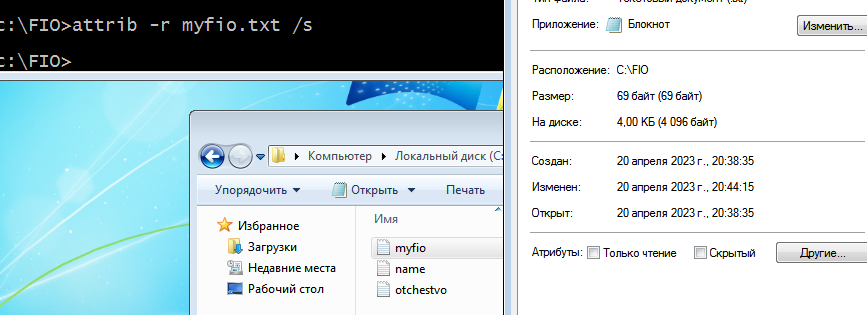 c:\FIO>attrib -r myfio.txt /s
c:\FIO>
Компьютер
Локальный диск (C:
Упорядочить
Открыть
Печать
Избранное
Загрузки
Недавние места
Рабочий стол
Имя
myfio
name
otchestvo
Приложение: Блокнот
Изменить...
Расположение: C:\FIO
Размер: 69 байт (69 байт)
На диске: 4,00 КБ (4 096 байт)
Создан: 20 апреля 2023 г., 20:38:35
Изменен: 20 апреля 2023 г., 20:44:15
Открыт: 20 апреля 2023 г., 20:38:35
Атрибуты: Только чтение Скрытый Другие...